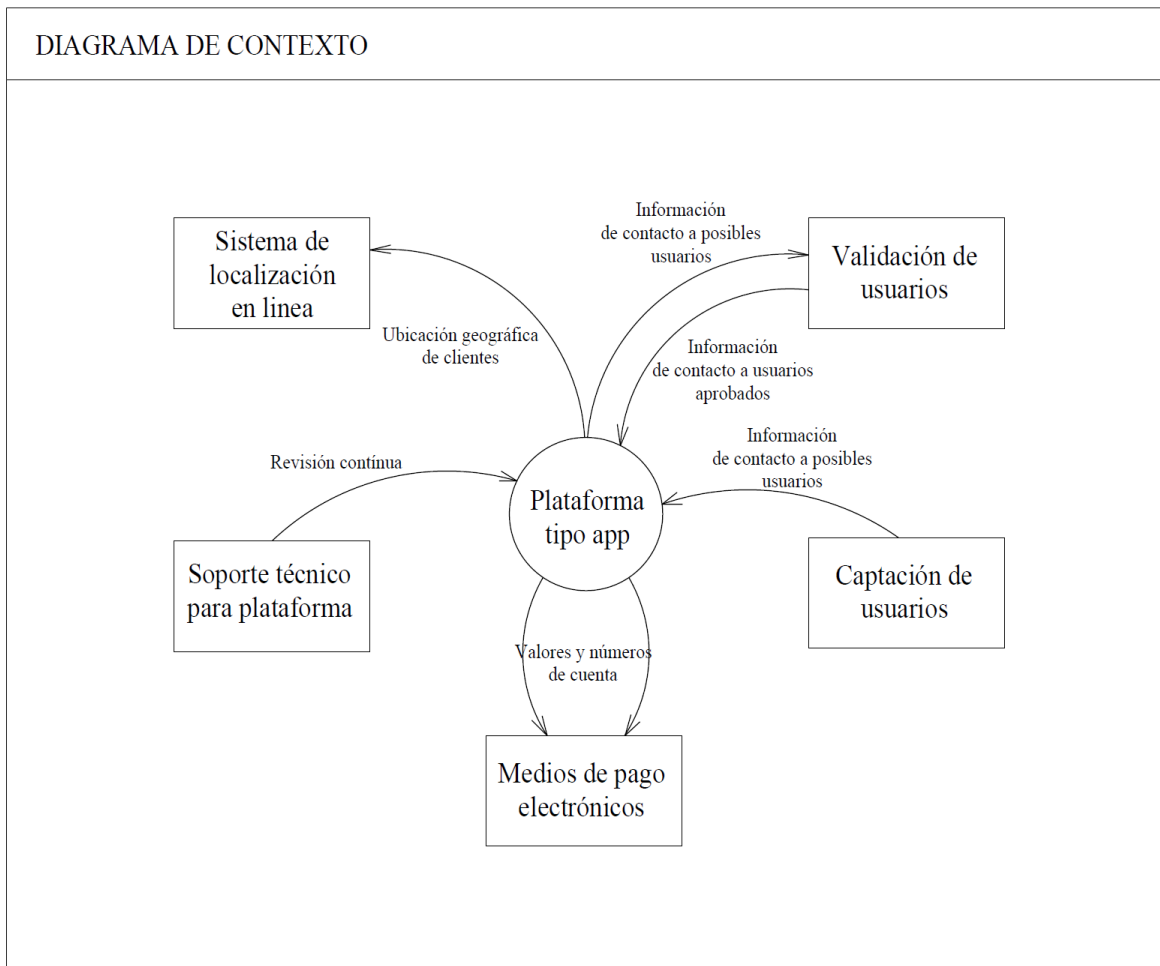 DIAGRAMA DE CONTEXTO
Información
de contacto a posibles
usuarios
Sistema de
localización
en linea
Validación de
usuarios
Ubicación geográfica
de clientes
Información
de contacto a usuarios
aprobados
Información
de contacto a posibles
usuarios
Revisión contínua
Plataforma
tipo app
Soporte técnico
para plataforma
Captación de
usuarios
Valores y números
de cuenta
Medios de pago
electrónicos